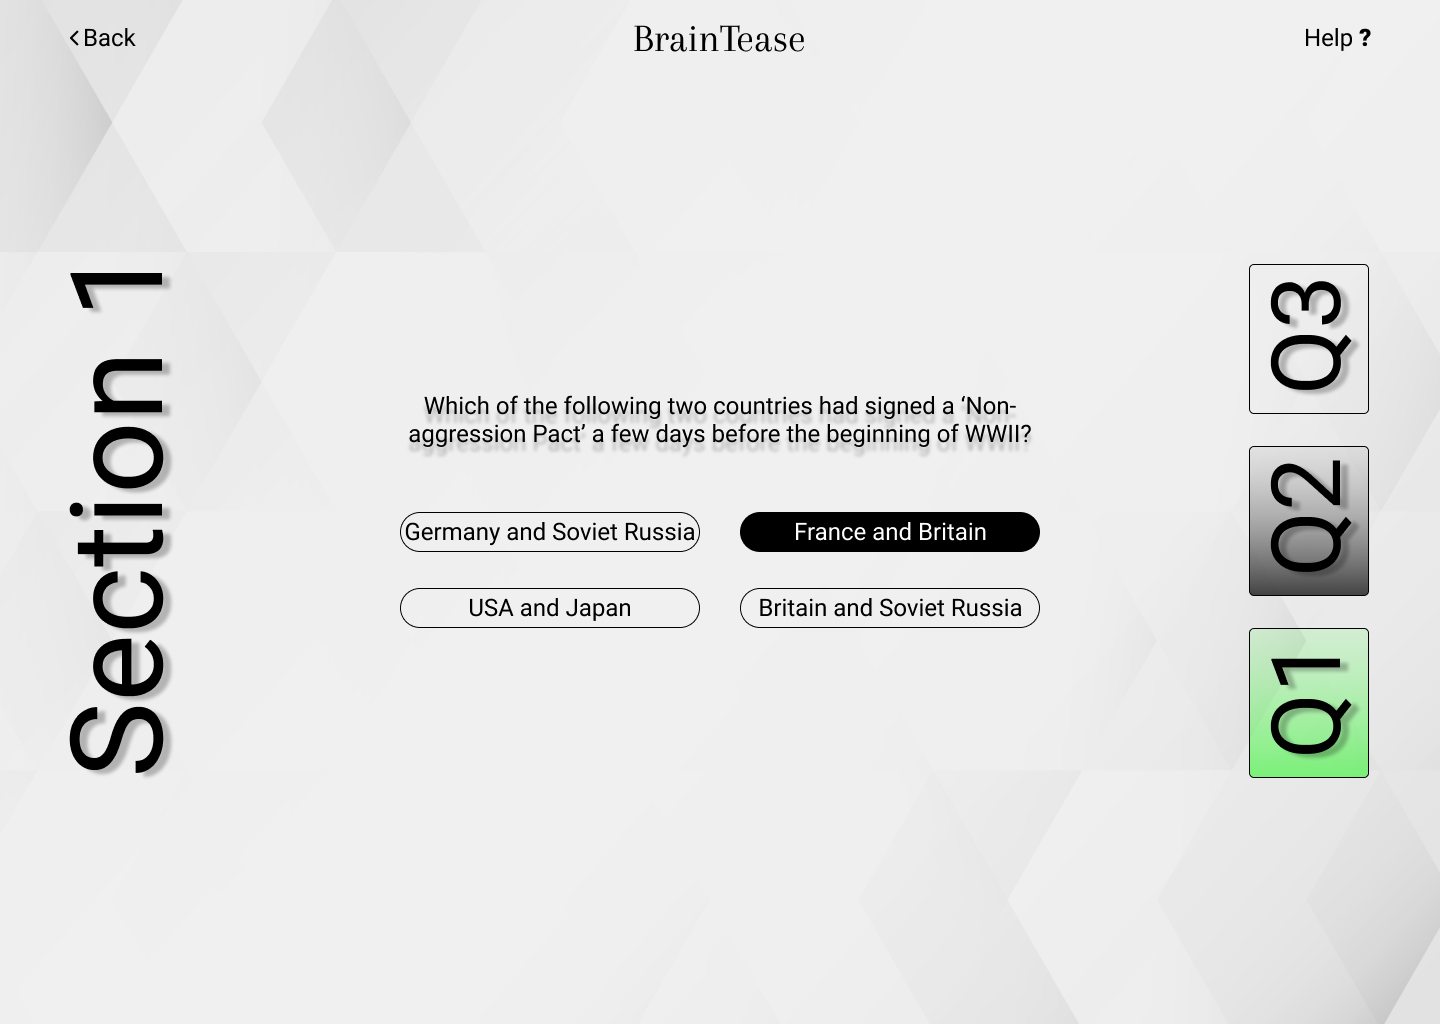 Back
BrainTease
Help ?
Section 1
Which of the following two countries had signed a ‘Non-
aggression Pact’ a few days before the beginning of WWII?
Germany and Soviet Russia
France and Britain
USA and Japan
Britain and Soviet Russia
Q3
Q2
Q1